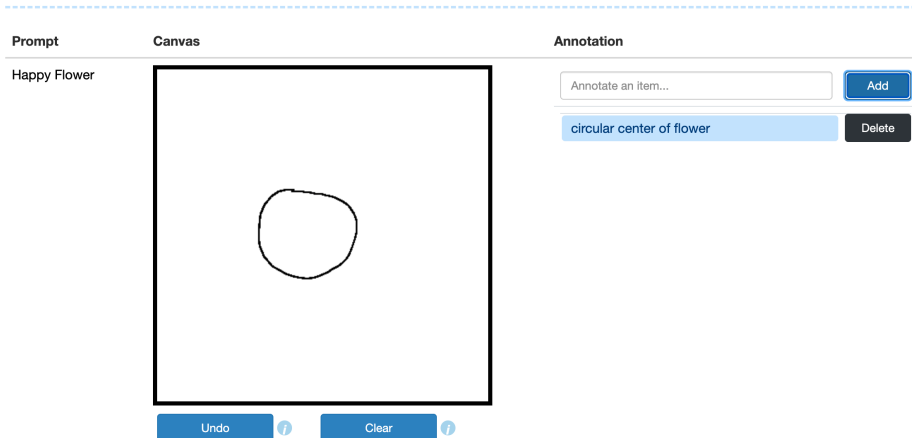 Prompt Canvas Annotation
Happy Flower Annotate an item... Add
circular center of flower Delete
Undo i Clear i